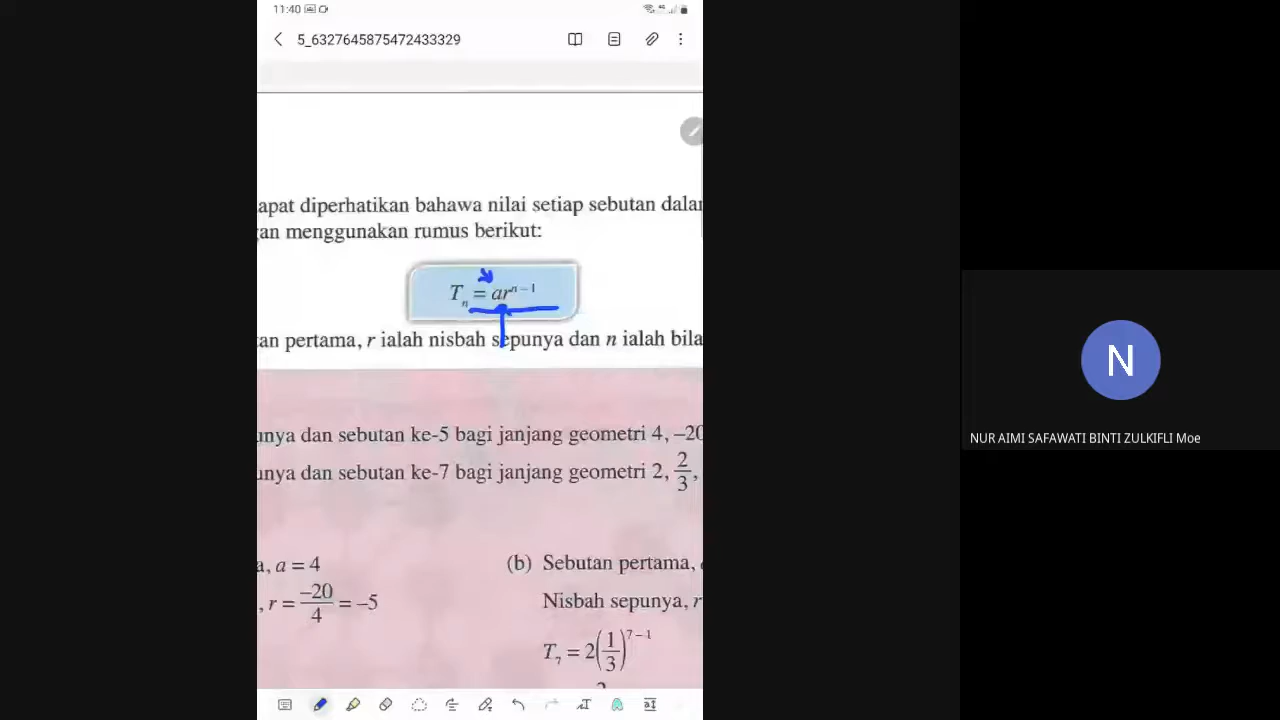 11:40
5_6327645875472433329
apat diperhatikan bahawa nilai setiap sebutan dalar
gan menggunakan rumus berikut:
Tₙ = arⁿ⁻¹
an pertama, r ialah nisbah sepunya dan n ialah bila
unya dan sebutan ke-5 bagi janjang geometri 4, –20
unya dan sebutan ke-7 bagi janjang geometri 2, 2/3,
a, a = 4
, r = –20/4 = –5
(b) Sebutan pertama,
Nisbah sepunya, r
T₇ = 2(1/3)⁷⁻¹
2
N
NUR AIMI SAFAWATI BINTI ZULKIFLI Moe